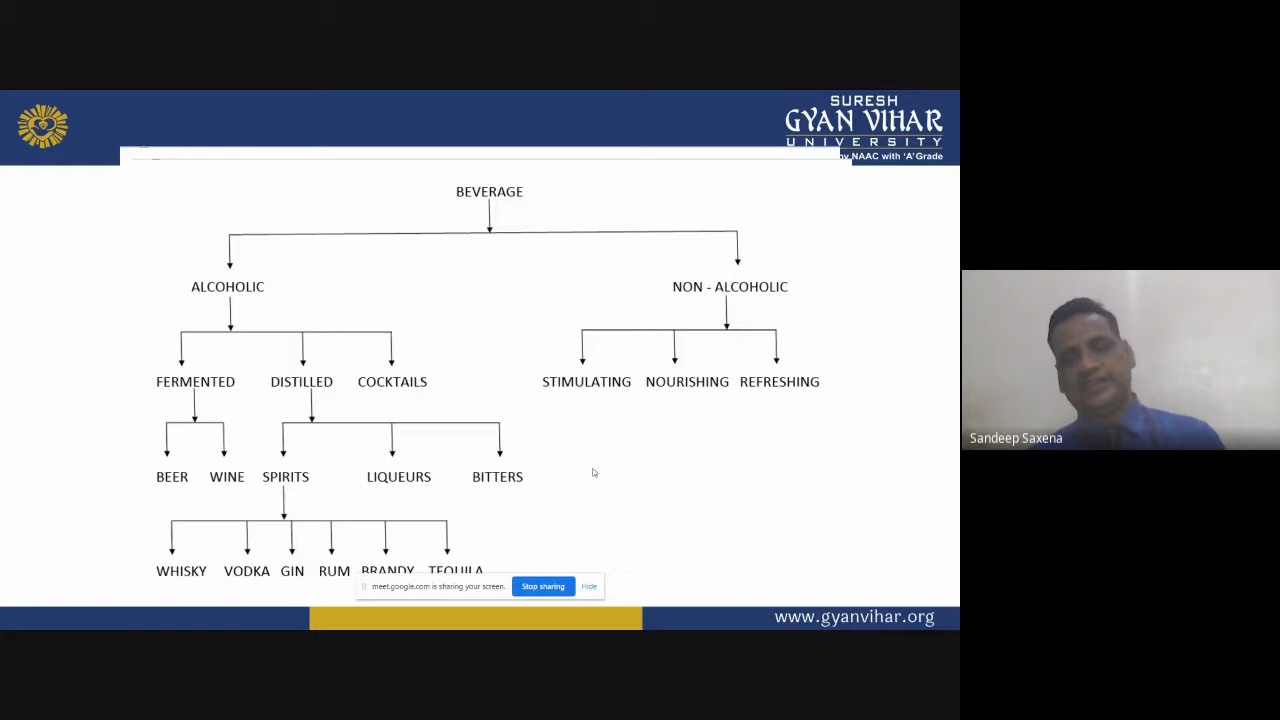 SURESH
GYAN VIHAR
UNIVERSITY
by NAAC with 'A' Grade
BEVERAGE
ALCOHOLIC
NON - ALCOHOLIC
FERMENTED DISTILLED COCKTAILS
STIMULATING NOURISHING REFRESHING
BEER WINE SPIRITS LIQUEURS BITTERS
WHISKY VODKA GIN RUM BRANDY TEQUILA
meet.google.com is sharing your screen. Stop sharing Hide
www.gyanvihar.org
Sandeep Saxena